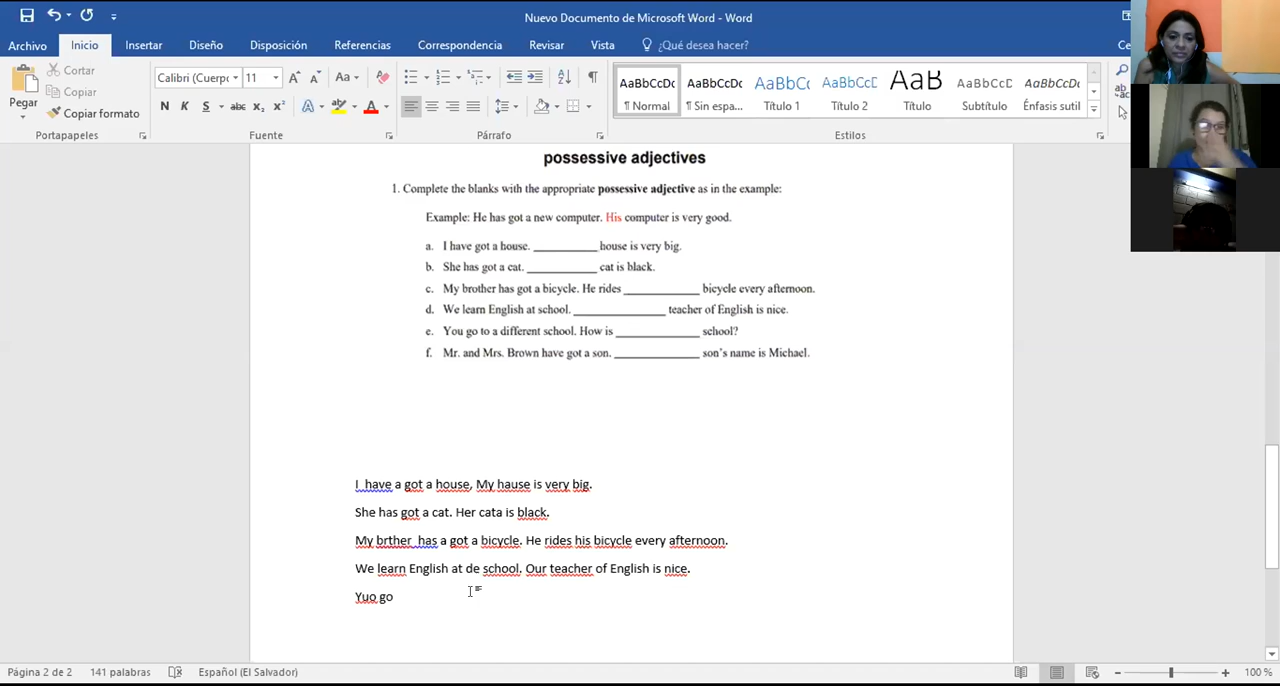 Nuevo Documento de Microsoft Word - Word
Archivo Inicio Insertar Diseño Disposición Referencias Correspondencia Revisar Vista ¿Qué desea hacer?
Pegar
Cortar
Copiar
Copiar formato
Calibri (Cuerp 11
Aa
N K S abc x₂ x²
AaBbCcDc AaBbCcDc AaBbCc AaBbCcD AaB AaBbCcD AaBbCcDc
¶ Normal ¶ Sin espa... Título 1 Título 2 Título Subtítulo Énfasis sutil
Portapapeles Fuente Párrafo Estilos
possessive adjectives
1. Complete the blanks with the appropriate possessive adjective as in the example:
Example: He has got a new computer. His computer is very good.
a. I have got a house. __________ house is very big.
b. She has got a cat. ___________ cat is black.
c. My brother has got a bicycle. He rides ____________ bicycle every afternoon.
d. We learn English at school. ______________ teacher of English is nice.
e. You go to a different school. How is _____________ school?
f. Mr. and Mrs. Brown have got a son. _____________ son's name is Michael.
I have a got a house, My hause is very big.
She has got a cat. Her cata is black.
My brther has a got a bicycle. He rides his bicycle every afternoon.
We learn English at de school. Our teacher of English is nice.
Yuo go
Página 2 de 2 141 palabras Español (El Salvador) 100 %